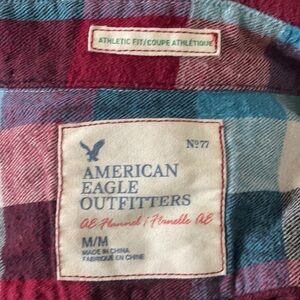 ATHLETIC FIT/COUPE ATHLÉTIQUE
Nº77
AMERICAN
EAGLE
OUTFITTERS
AE Flannel / Flanelle AE
M/M
MADE IN CHINA
FABRIQUÉ EN CHINE